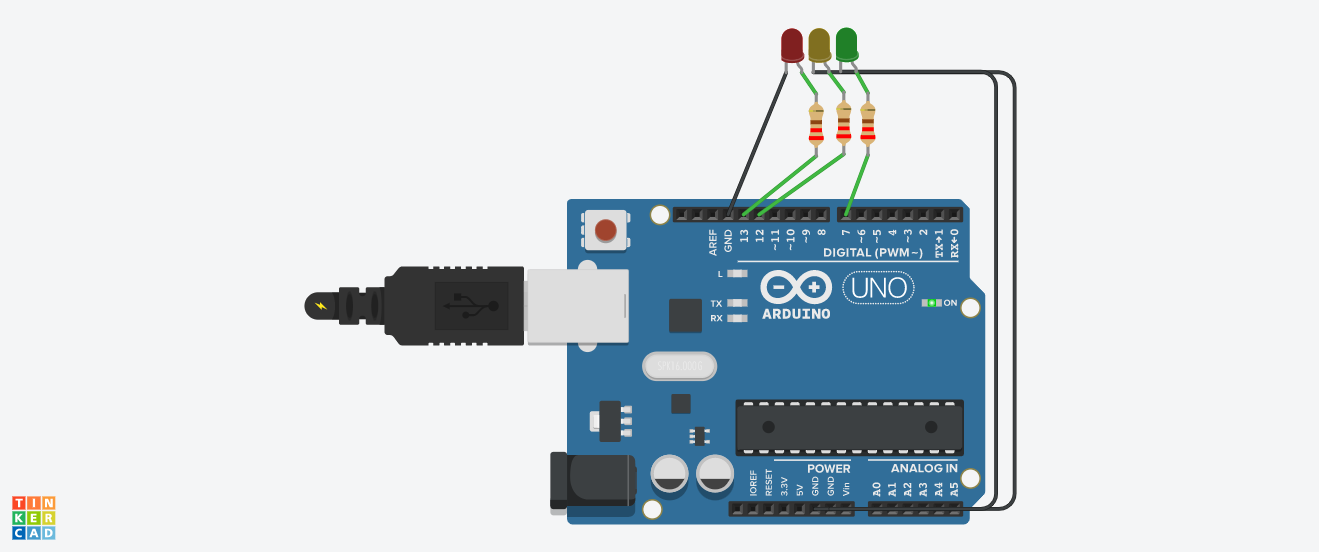 AREF
GND
13
12
~11
~10
~9
8
7
~6
~5
4
~3
2
TX→1
RX←0
DIGITAL (PWM~)
L
TX
RX
UNO
ON
ARDUINO
POWER
ANALOG IN
IOREF
RESET
3.3V
5V
GND
GND
Vin
A0
A1
A2
A3
A4
A5
TIN
KER
CAD